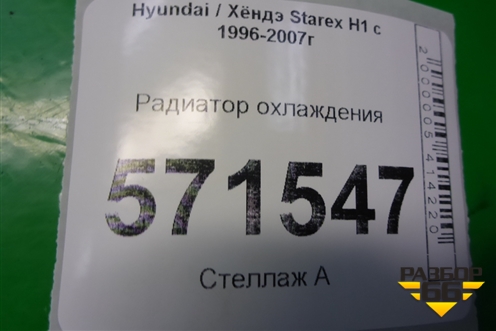 Hyundai / Хёндэ Starex H1 с
1996-2007г
Радиатор охлаждения
571547
Стеллаж А
2000005414220
РАЗБОР
66